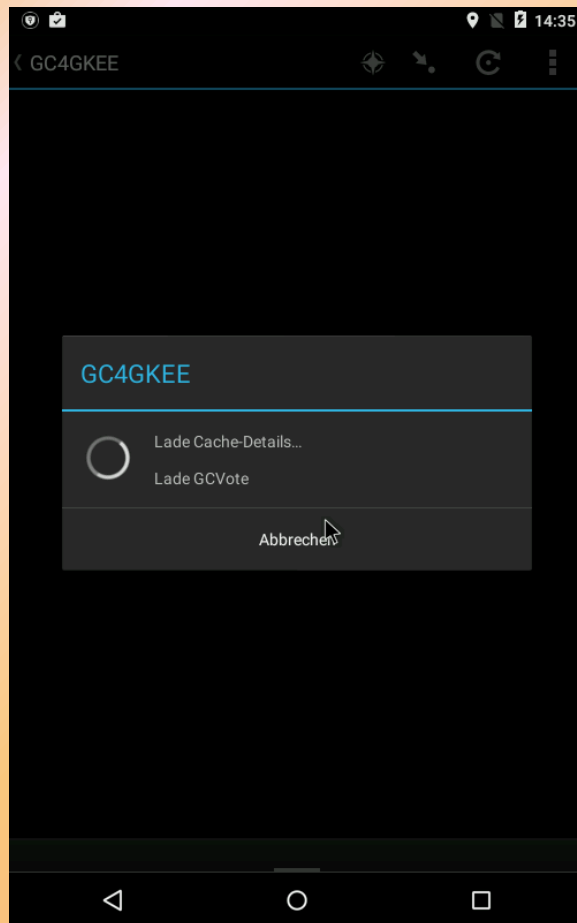 14:35
GC4GKEE
GC4GKEE
Lade Cache-Details...
Lade GCVote
Abbrechen